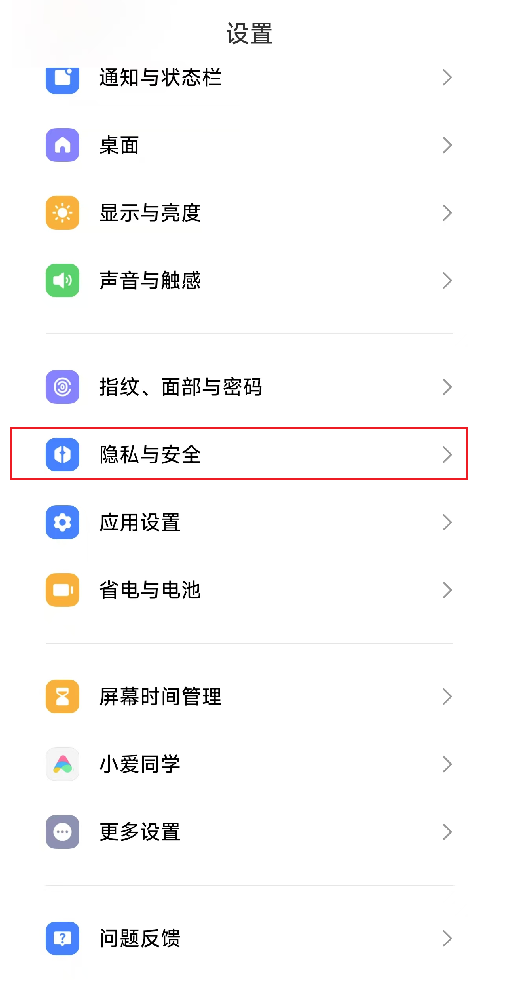 设置
通知与状态栏
桌面
显示与亮度
声音与触感
指纹、面部与密码
隐私与安全
应用设置
省电与电池
屏幕时间管理
小爱同学
更多设置
问题反馈